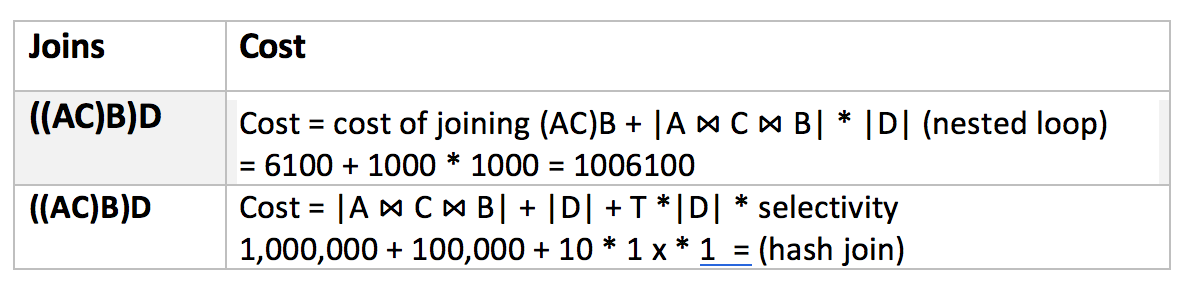 Joins Cost
((AC)B)D
Cost = cost of joining (AC)B + |A ⋈ C ⋈ B| * |D| (nested loop)
= 6100 + 1000 * 1000 = 1006100
((AC)B)D
Cost = |A ⋈ C ⋈ B| + |D| + T *|D| * selectivity
1,000,000 + 100,000 + 10 * 1 x * 1 = (hash join)